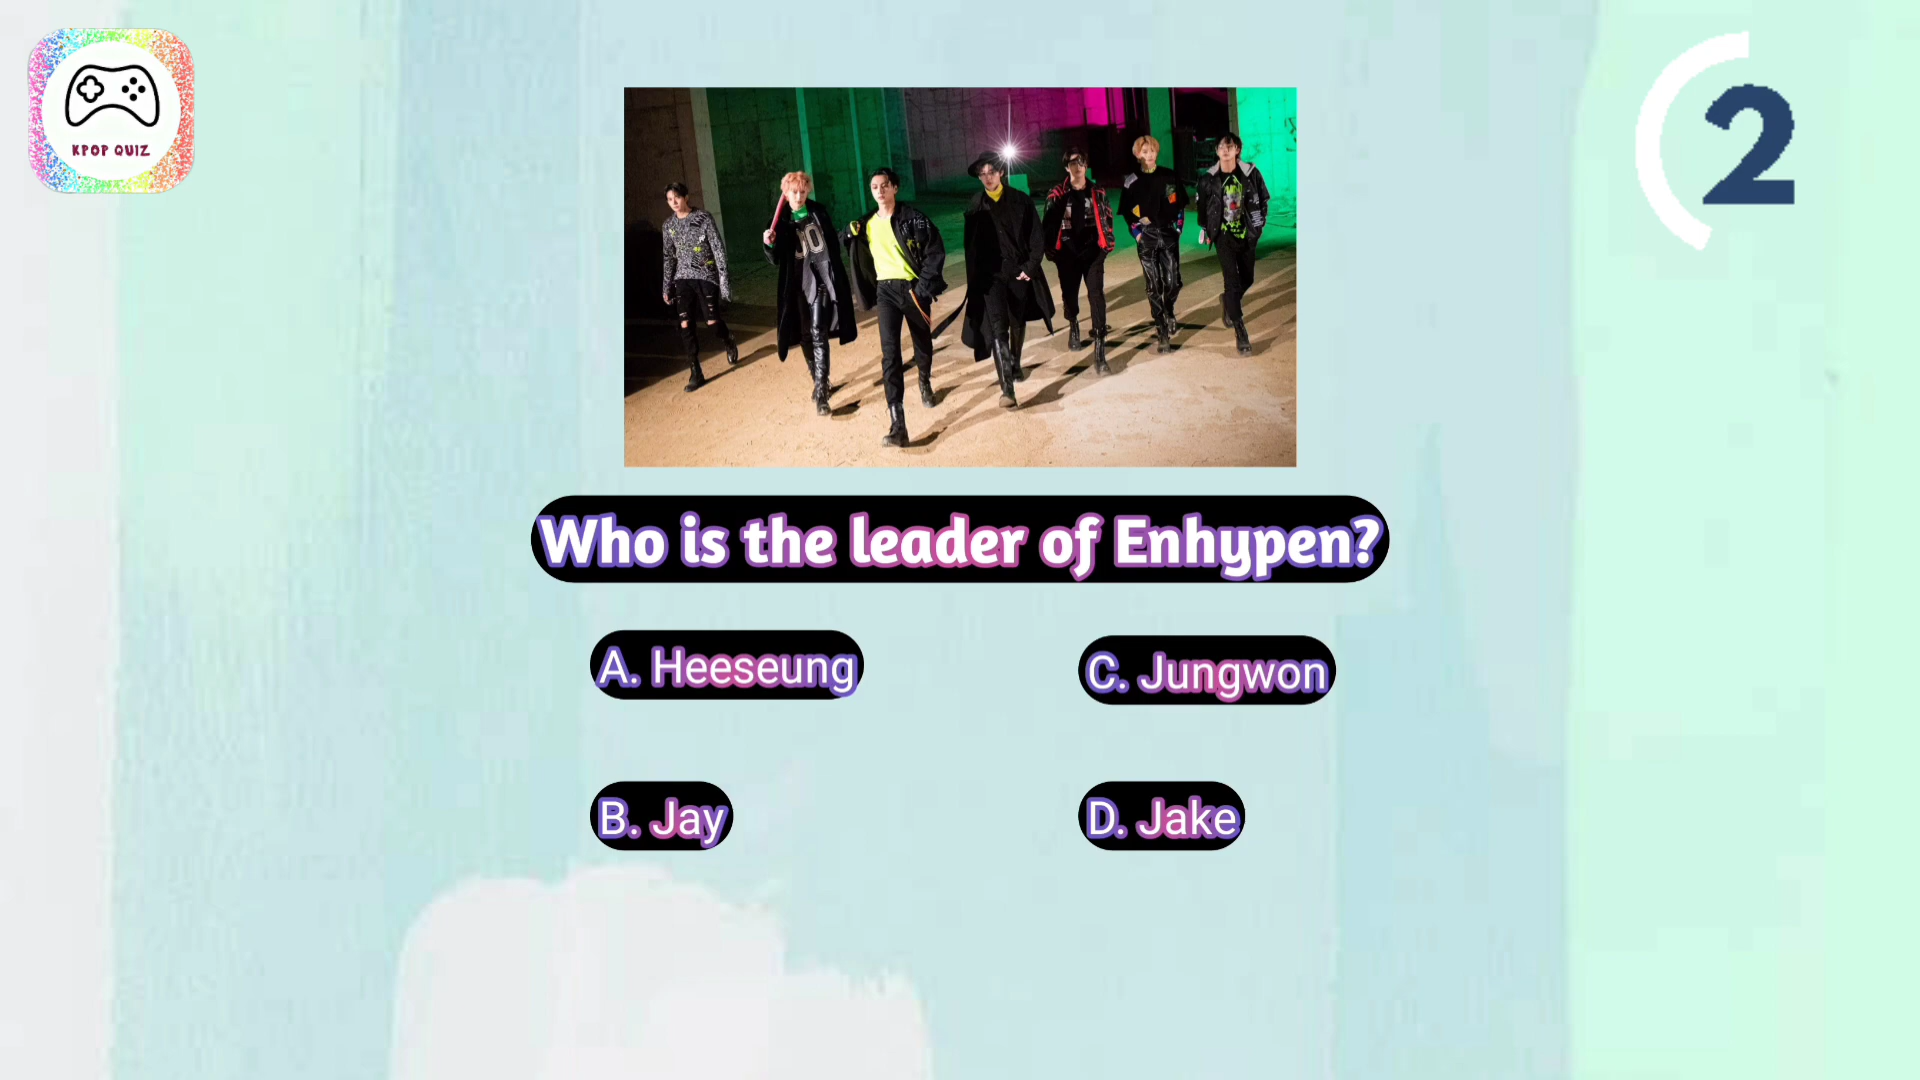 KPOP QUIZ
2
Who is the leader of Enhypen?
A. Heeseung
C. Jungwon
B. Jay
D. Jake